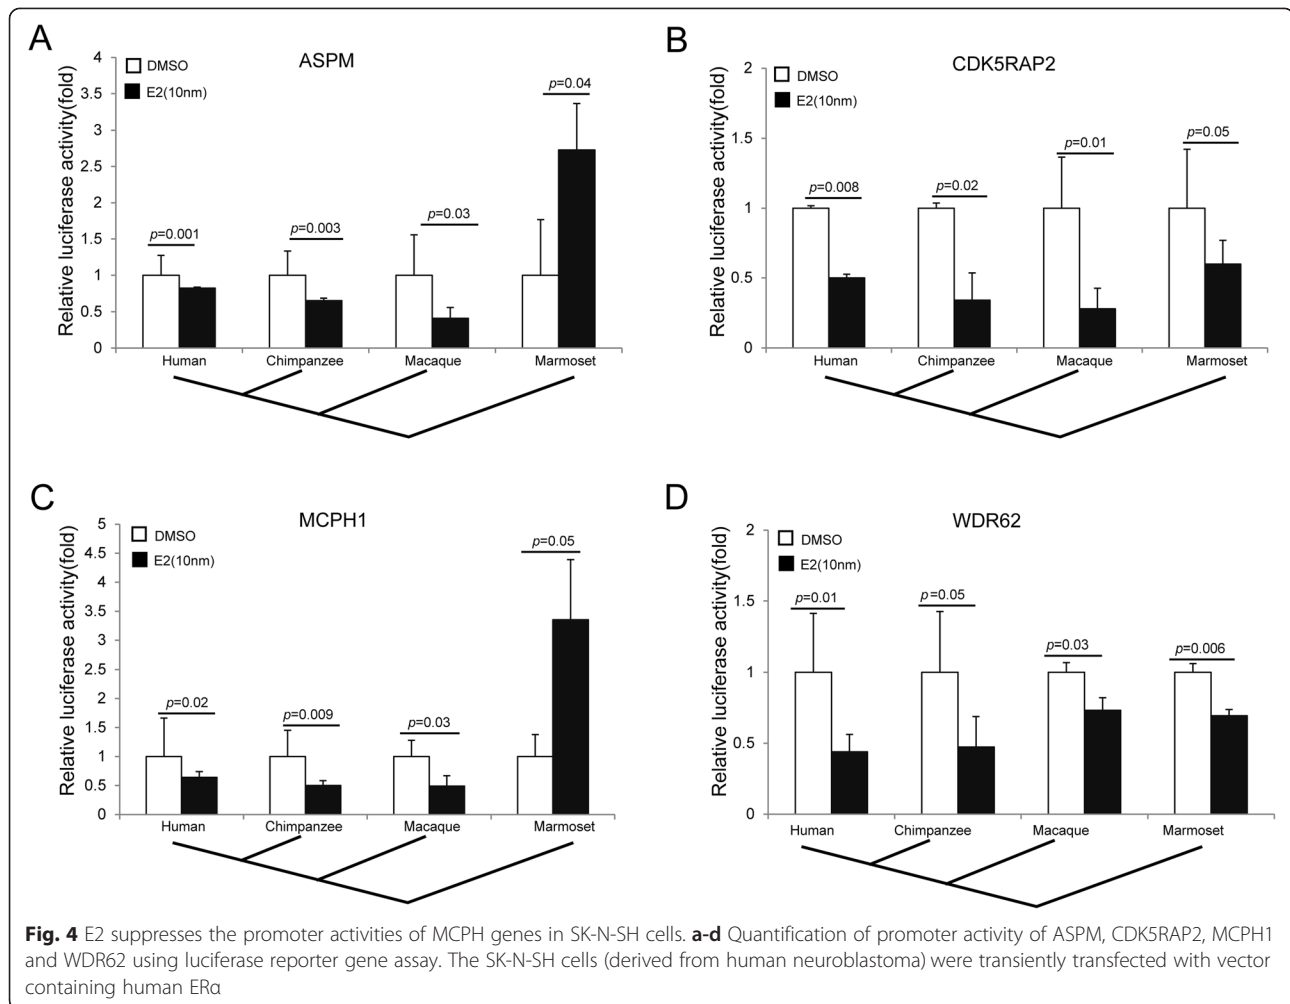 A
ASPM
DMSO
E2(10nm)
Relative luciferase activity(fold)
4
3.5
3
2.5
2
1.5
1
0.5
0
p=0.001
p=0.003
p=0.03
p=0.04
Human
Chimpanzee
Macaque
Marmoset
B
CDK5RAP2
DMSO
E2(10nm)
Relative luciferase activity(fold)
2
1.5
1
0.5
0
p=0.008
p=0.02
p=0.01
p=0.05
Human
Chimpanzee
Macaque
Marmoset
C
MCPH1
DMSO
E2(10nm)
Relative luciferase activity(fold)
5
4.5
4
3.5
3
2.5
2
1.5
1
0.5
0
p=0.02
p=0.009
p=0.03
p=0.05
Human
Chimpanzee
Macaque
Marmoset
D
WDR62
DMSO
E2(10nm)
Relative luciferase activity(fold)
2
1.5
1
0.5
0
p=0.01
p=0.05
p=0.03
p=0.006
Human
Chimpanzee
Macaque
Marmoset
Fig. 4 E2 suppresses the promoter activities of MCPH genes in SK-N-SH cells. a-d Quantification of promoter activity of ASPM, CDK5RAP2, MCPH1
and WDR62 using luciferase reporter gene assay. The SK-N-SH cells (derived from human neuroblastoma) were transiently transfected with vector
containing human ERα